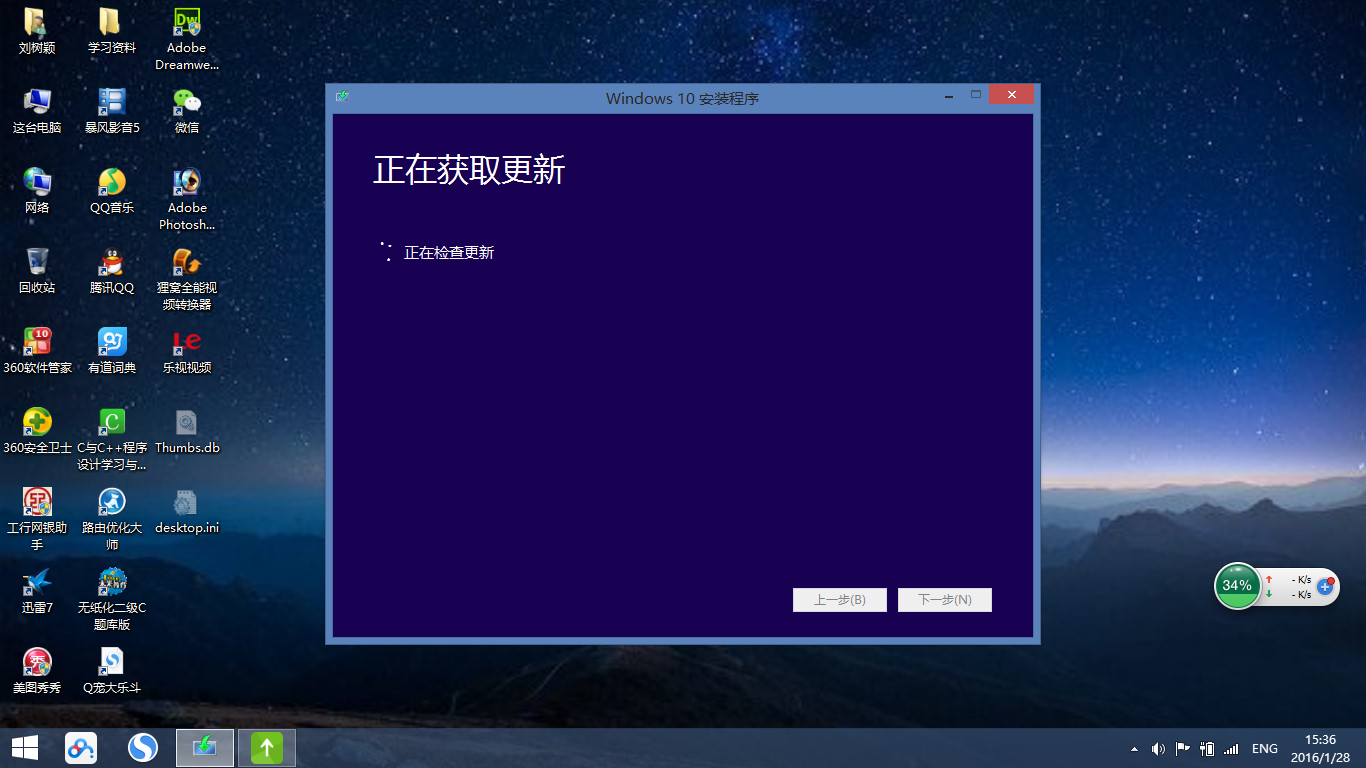 刘树颖
学习资料
Adobe
Dreamwe...
这台电脑
暴风影音5
微信
网络
QQ音乐
Adobe
Photosh...
回收站
腾讯QQ
狸窝全能视
频转换器
10
360软件管家
有道词典
乐视视频
360安全卫士
C与C++程序
设计学习与...
Thumbs.db
工行网银助
手
路由优化大
师
desktop.ini
迅雷7
无纸化二级C
题库版
美图秀秀
Q宠大乐斗
Windows 10 安装程序
正在获取更新
正在检查更新
上一步(B)
下一步(N)
34%
- K/s
- K/s
ENG
15:36
2016/1/28